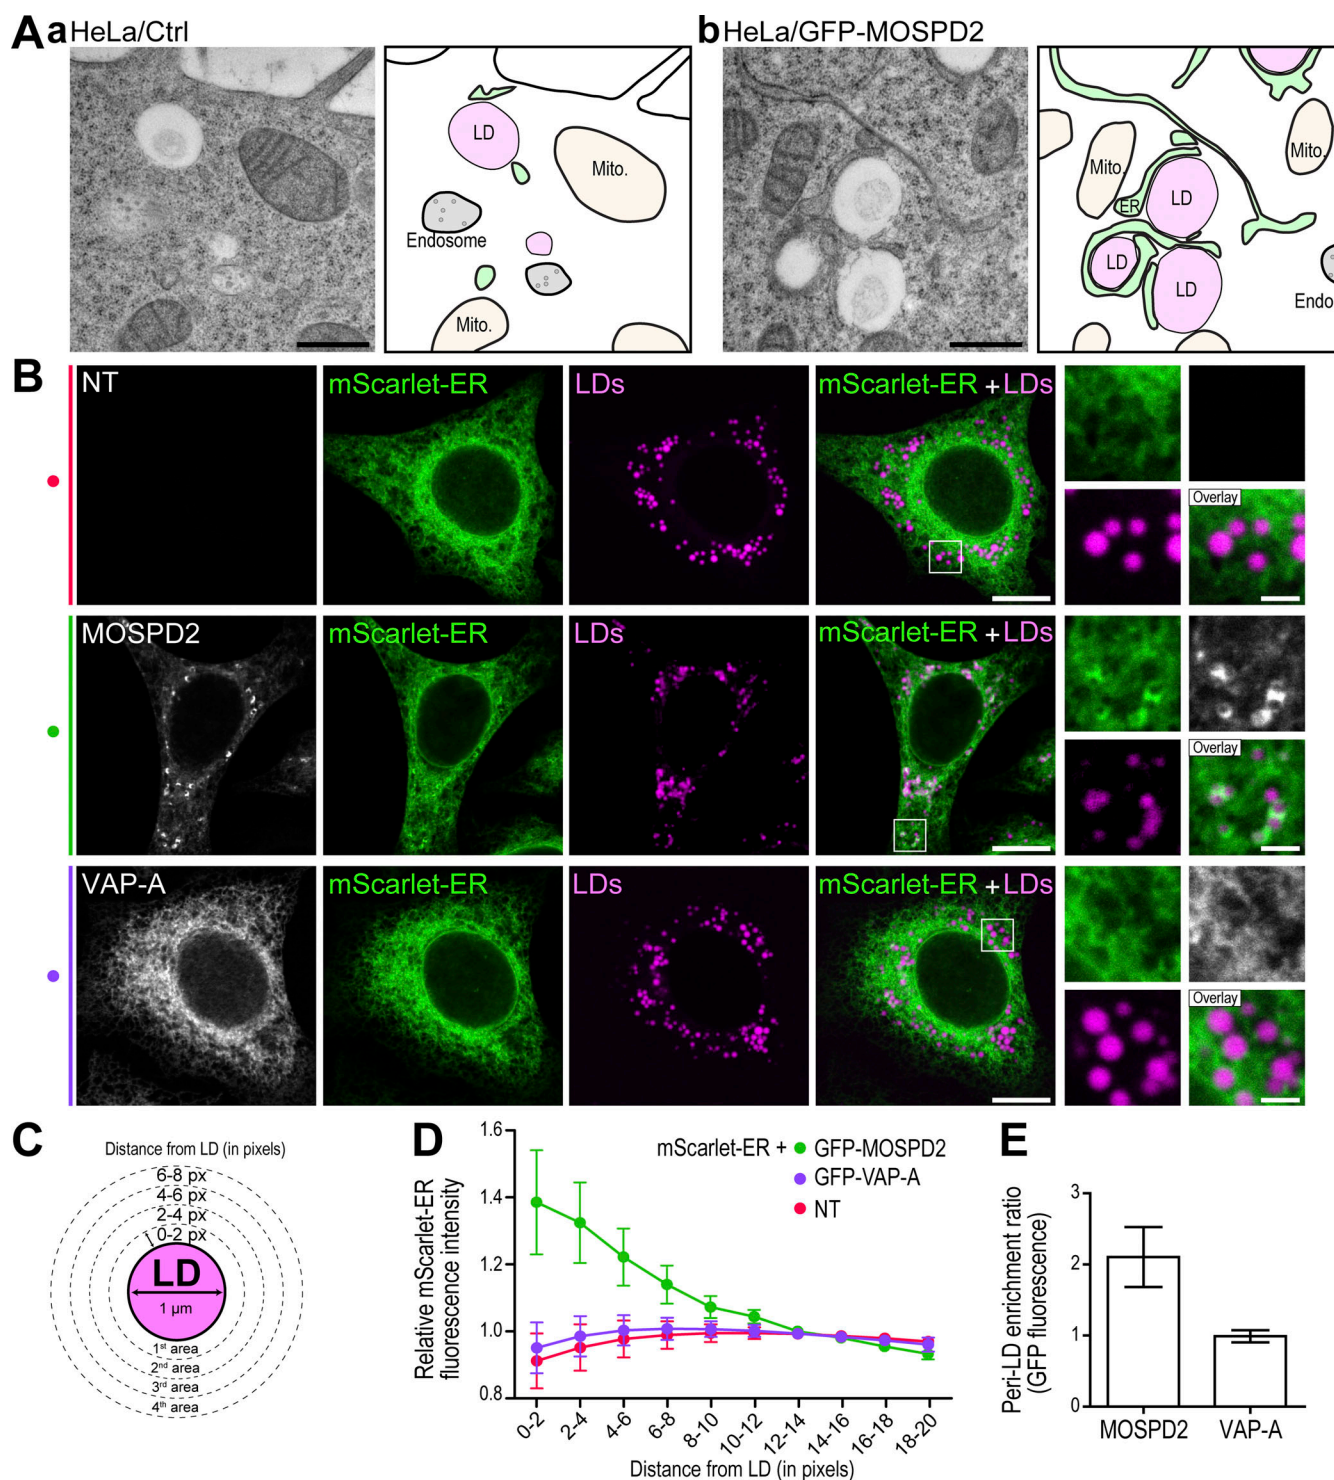 A
a HeLa/Ctrl
LD
Mito.
Endosome
Mito.
b HeLa/GFP-MOSPD2
Mito.
Mito.
ER
LD
LD
LD
Endo
B
NT
mScarlet-ER
LDs
mScarlet-ER + LDs
Overlay
MOSPD2
mScarlet-ER
LDs
mScarlet-ER + LDs
Overlay
VAP-A
mScarlet-ER
LDs
mScarlet-ER + LDs
Overlay
C
Distance from LD (in pixels)
6-8 px
4-6 px
2-4 px
0-2 px
LD
1 µm
1st area
2nd area
3rd area
4th area
D
Relative mScarlet-ER
fluorescence intensity
1.6
1.4
1.2
1.0
0.8
mScarlet-ER +
GFP-MOSPD2
GFP-VAP-A
NT
0-2
2-4
4-6
6-8
8-10
10-12
12-14
14-16
16-18
18-20
Distance from LD (in pixels)
E
Peri-LD enrichment ratio
(GFP fluorescence)
3
2
1
0
MOSPD2
VAP-A